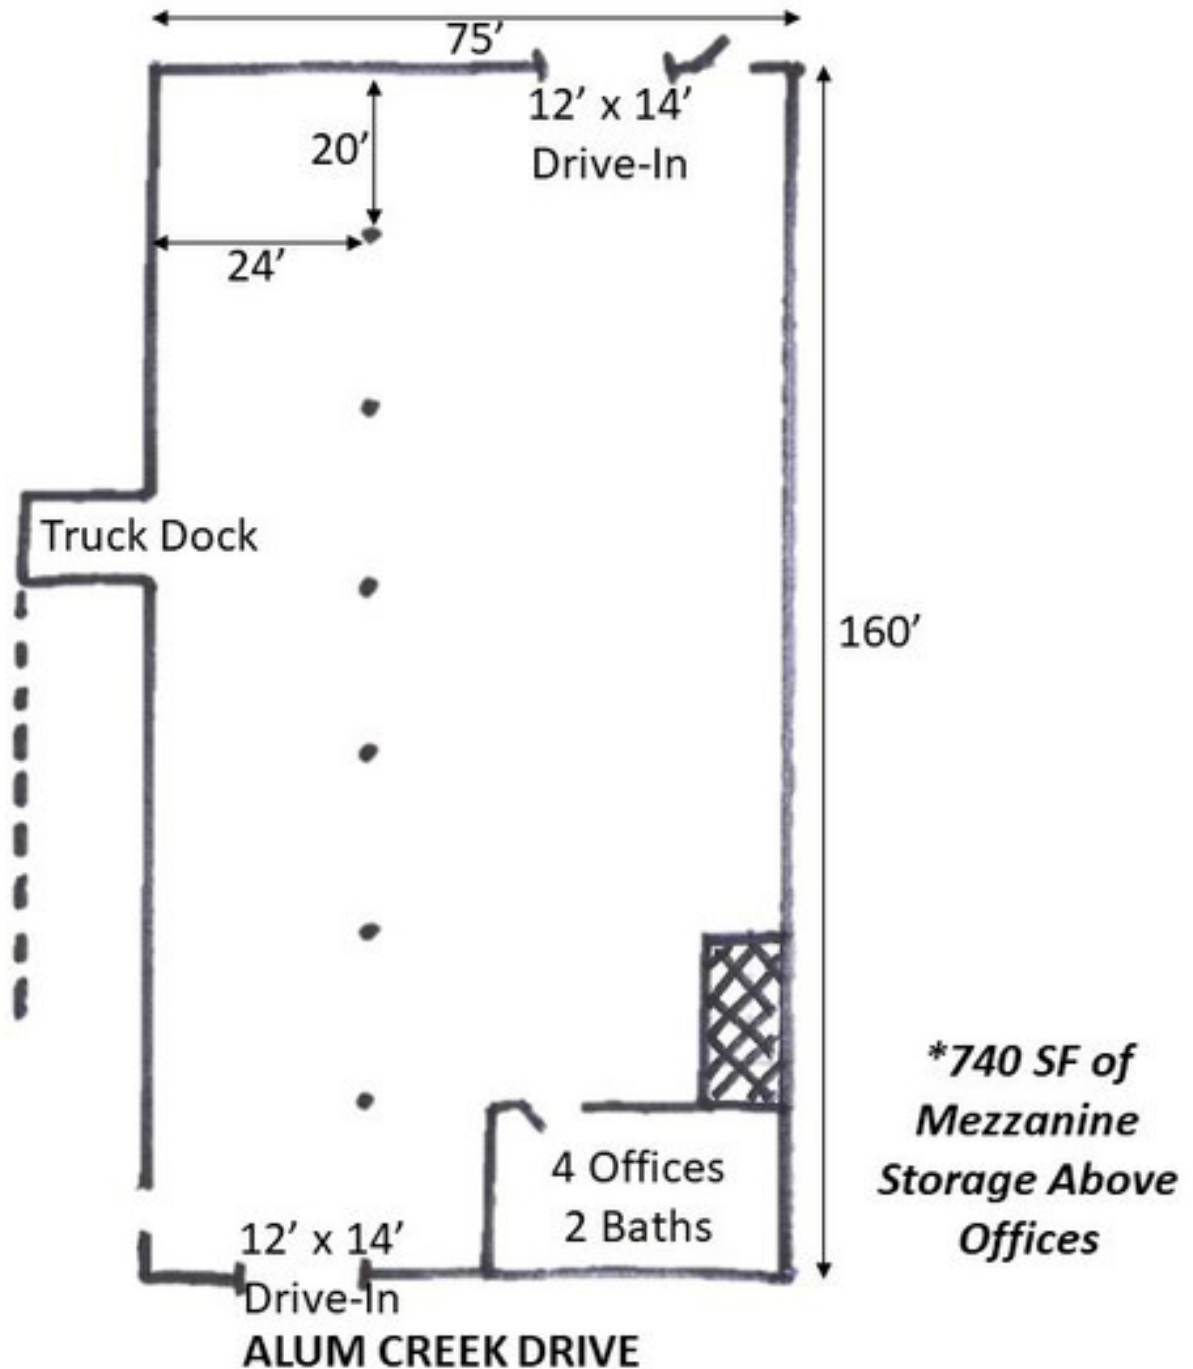 75’
12’ x 14’
Drive-In
20’
24’
Truck Dock
160’
*740 SF of
Mezzanine
Storage Above
Offices
4 Offices
2 Baths
12’ x 14’
Drive-In
ALUM CREEK DRIVE